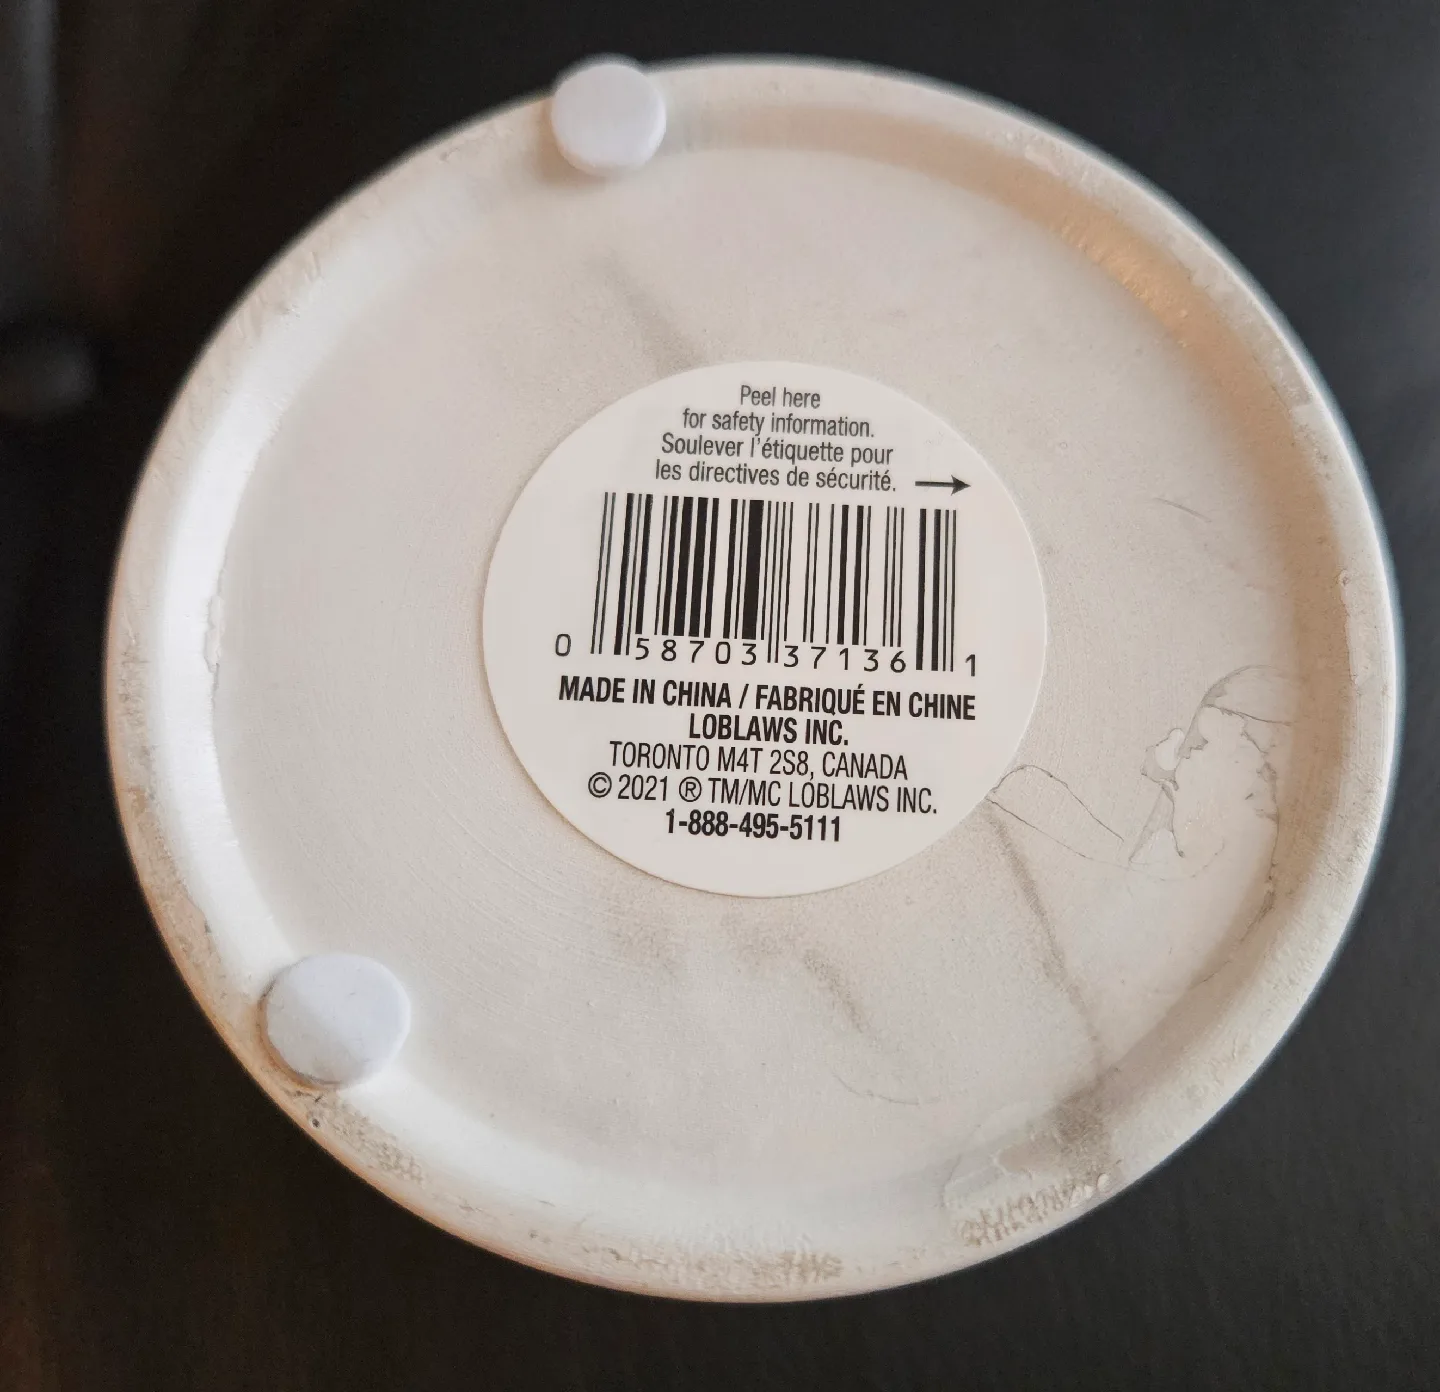 Peel here
for safety information.
Soulever l'étiquette pour
les directives de sécurité.
0 58703 37136 1
MADE IN CHINA / FABRIQUÉ EN CHINE
LOBLAWS INC.
TORONTO M4T 2S8, CANADA
© 2021 ® TM/MC LOBLAWS INC.
1-888-495-5111